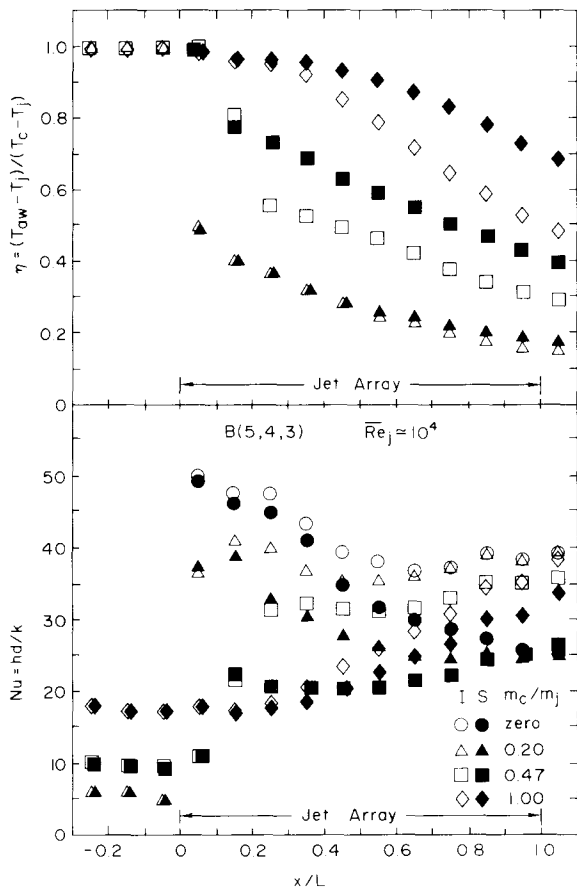 η = (T_aw − T_j)/(T_c − T_j)
1.0
0.8
0.6
0.4
0.2
0
Jet Array
B(5,4,3) R̅e̅_j ≃ 10⁴
Nu = hd/k
50
40
30
20
10
0
I S m_c/m_j
zero
0.20
0.47
1.00
Jet Array
-0.2 0 0.2 0.4 0.6 0.8 1.0
x/L